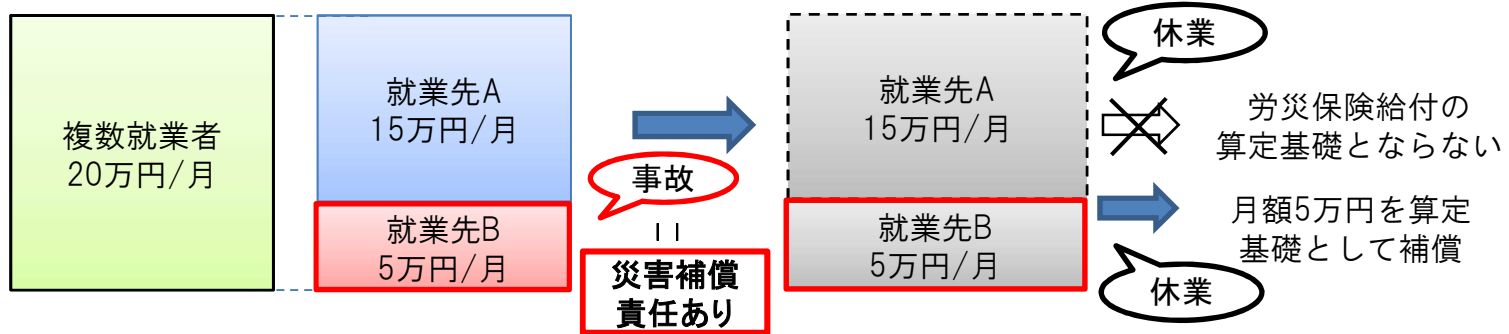 複数就業者
20万円/月
就業先A
15万円/月
就業先B
5万円/月
事故
||
災害補償
責任あり
就業先A
15万円/月
就業先B
5万円/月
休業
労災保険給付の
算定基礎とならない
月額5万円を算定
基礎として補償
休業